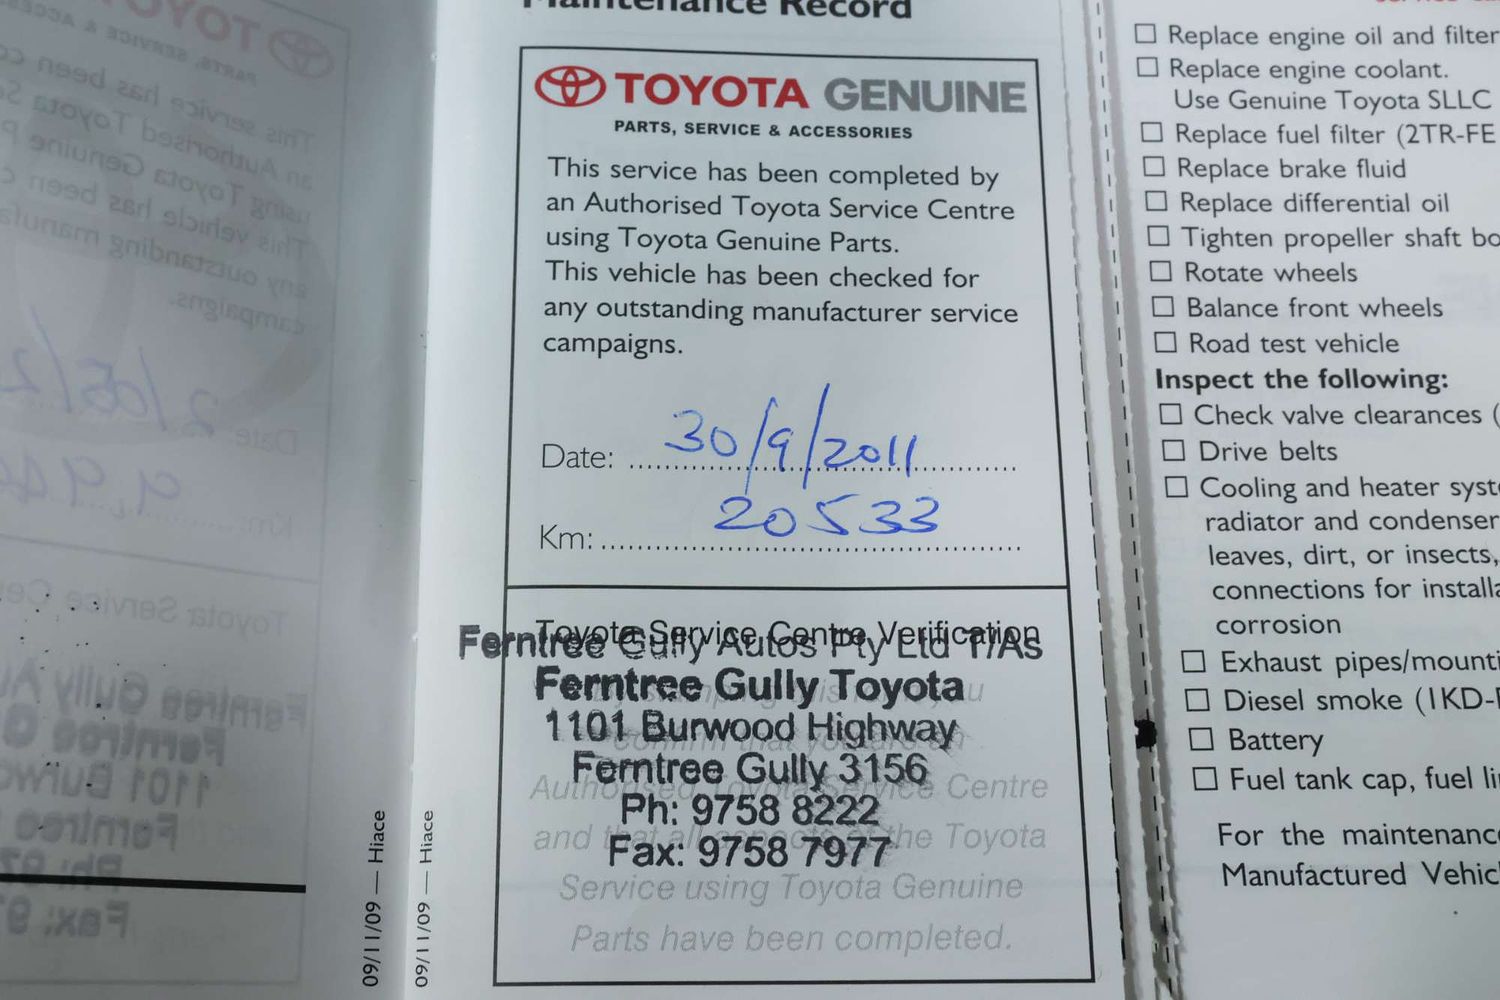 Maintenance Record
TOYOTA GENUINE
PARTS, SERVICE & ACCESSORIES
This service has been completed by
an Authorised Toyota Service Centre
using Toyota Genuine Parts.
This vehicle has been checked for
any outstanding manufacturer service
campaigns.
Date: 30/9/2011
Km: 20533
Toyota Service Centre Verification
Ferntree Gully Autos Pty Ltd T/As
Ferntree Gully Toyota
1101 Burwood Highway
Ferntree Gully 3156
Ph: 9758 8222
Fax: 9758 7977
Authorised Toyota Service Centre
and that all aspects of the Toyota
Service using Toyota Genuine
Parts have been completed.
09/11/09 — Hiace
09/11/09 — Hiace
Replace engine oil and filter
Replace engine coolant.
Use Genuine Toyota SLLC
Replace fuel filter (2TR-FE
Replace brake fluid
Replace differential oil
Tighten propeller shaft bo
Rotate wheels
Balance front wheels
Road test vehicle
Inspect the following:
Check valve clearances (
Drive belts
Cooling and heater syste
radiator and condenser
leaves, dirt, or insects,
connections for installa
corrosion
Exhaust pipes/mounti
Diesel smoke (1KD-
Battery
Fuel tank cap, fuel li
For the maintenance
Manufactured Vehic